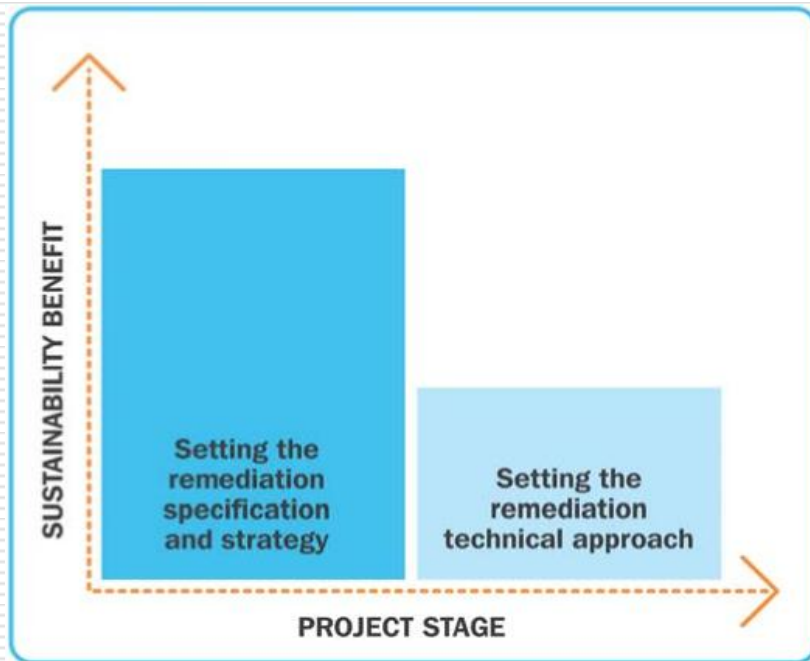 SUSTAINABILITY BENEFIT
Setting the
remediation
specification
and strategy
Setting the
remediation
technical approach
PROJECT STAGE